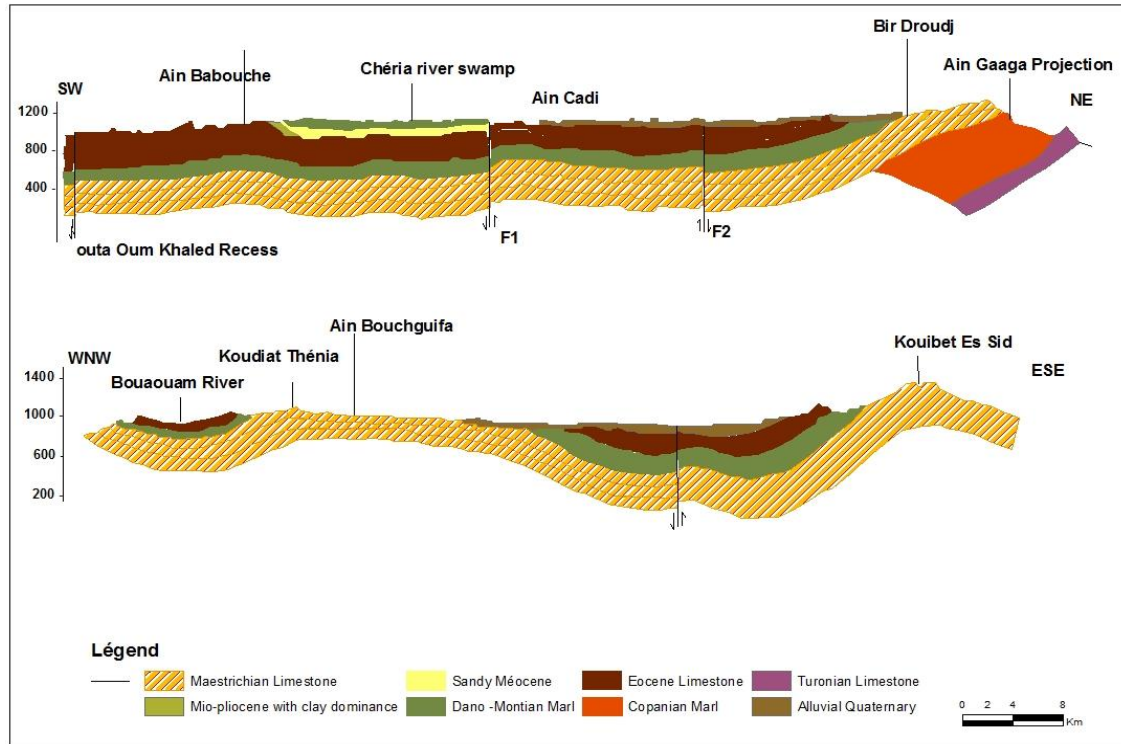 Bir Droudj
Ain Babouche
Chéria river swamp
Ain Gaaga Projection
SW
Ain Cadi
NE
1200
800
400
outa Oum Khaled Recess
F1
F2
Ain Bouchguifa
WNW
Koudiat Thénia
Kouibet Es Sid
ESE
1400
Bouaouam River
1000
600
200
Légend
Maestrichian Limestone
Sandy Méocene
Eocene Limestone
Turonian Limestone
Mio-pliocene with clay dominance
Dano -Montian Marl
Copanian Marl
Alluvial Quaternary
0 2 4 8
Km